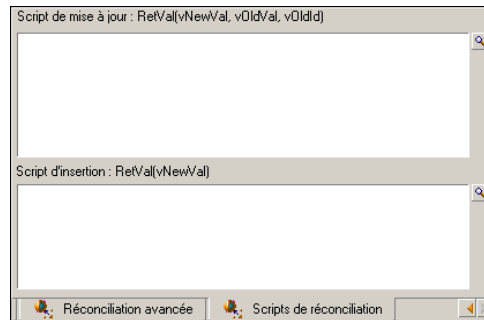 Script de mise à jour : RetVal(vNewVal, vOldVal, vOldId)
Script d'insertion : RetVal(vNewVal)
Réconciliation avancée
Scripts de réconciliation